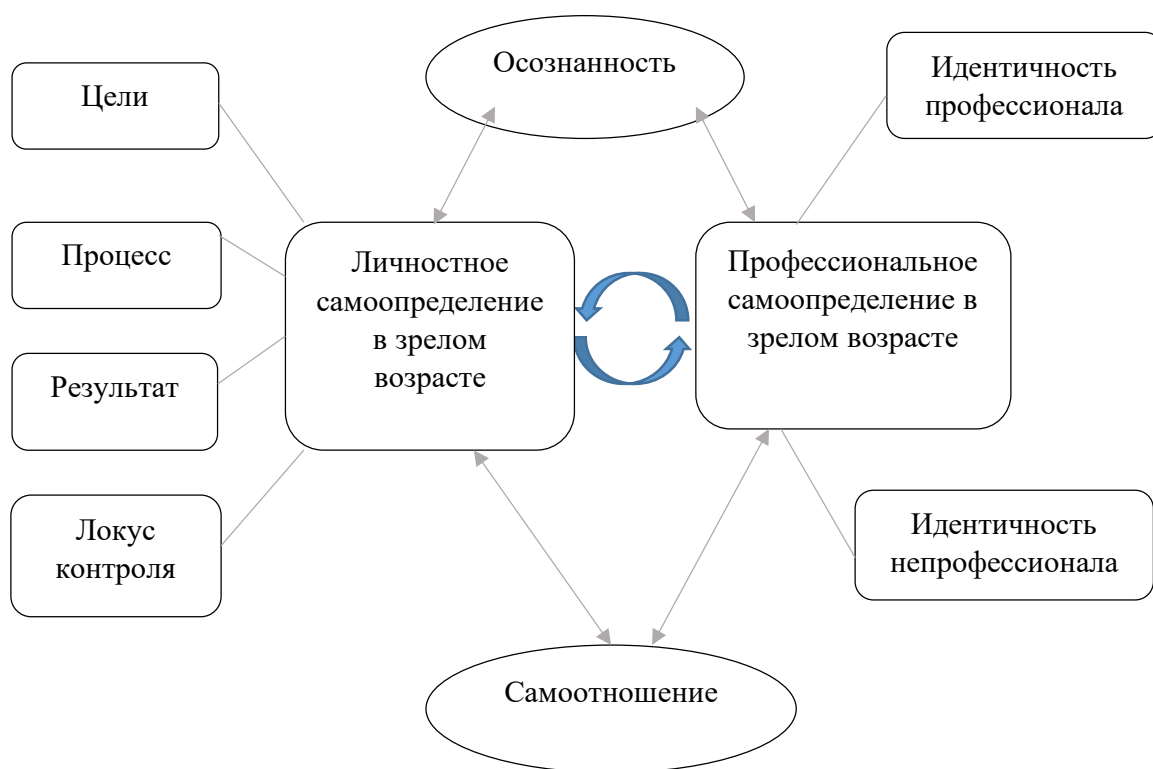 Осознанность
Идентичность
профессионала
Цели
Процесс
Личностное
самоопределение
в зрелом
возрасте
Профессиональное
самоопределение в
зрелом возрасте
Результат
Локус
контроля
Идентичность
непрофессионала
Самоотношение